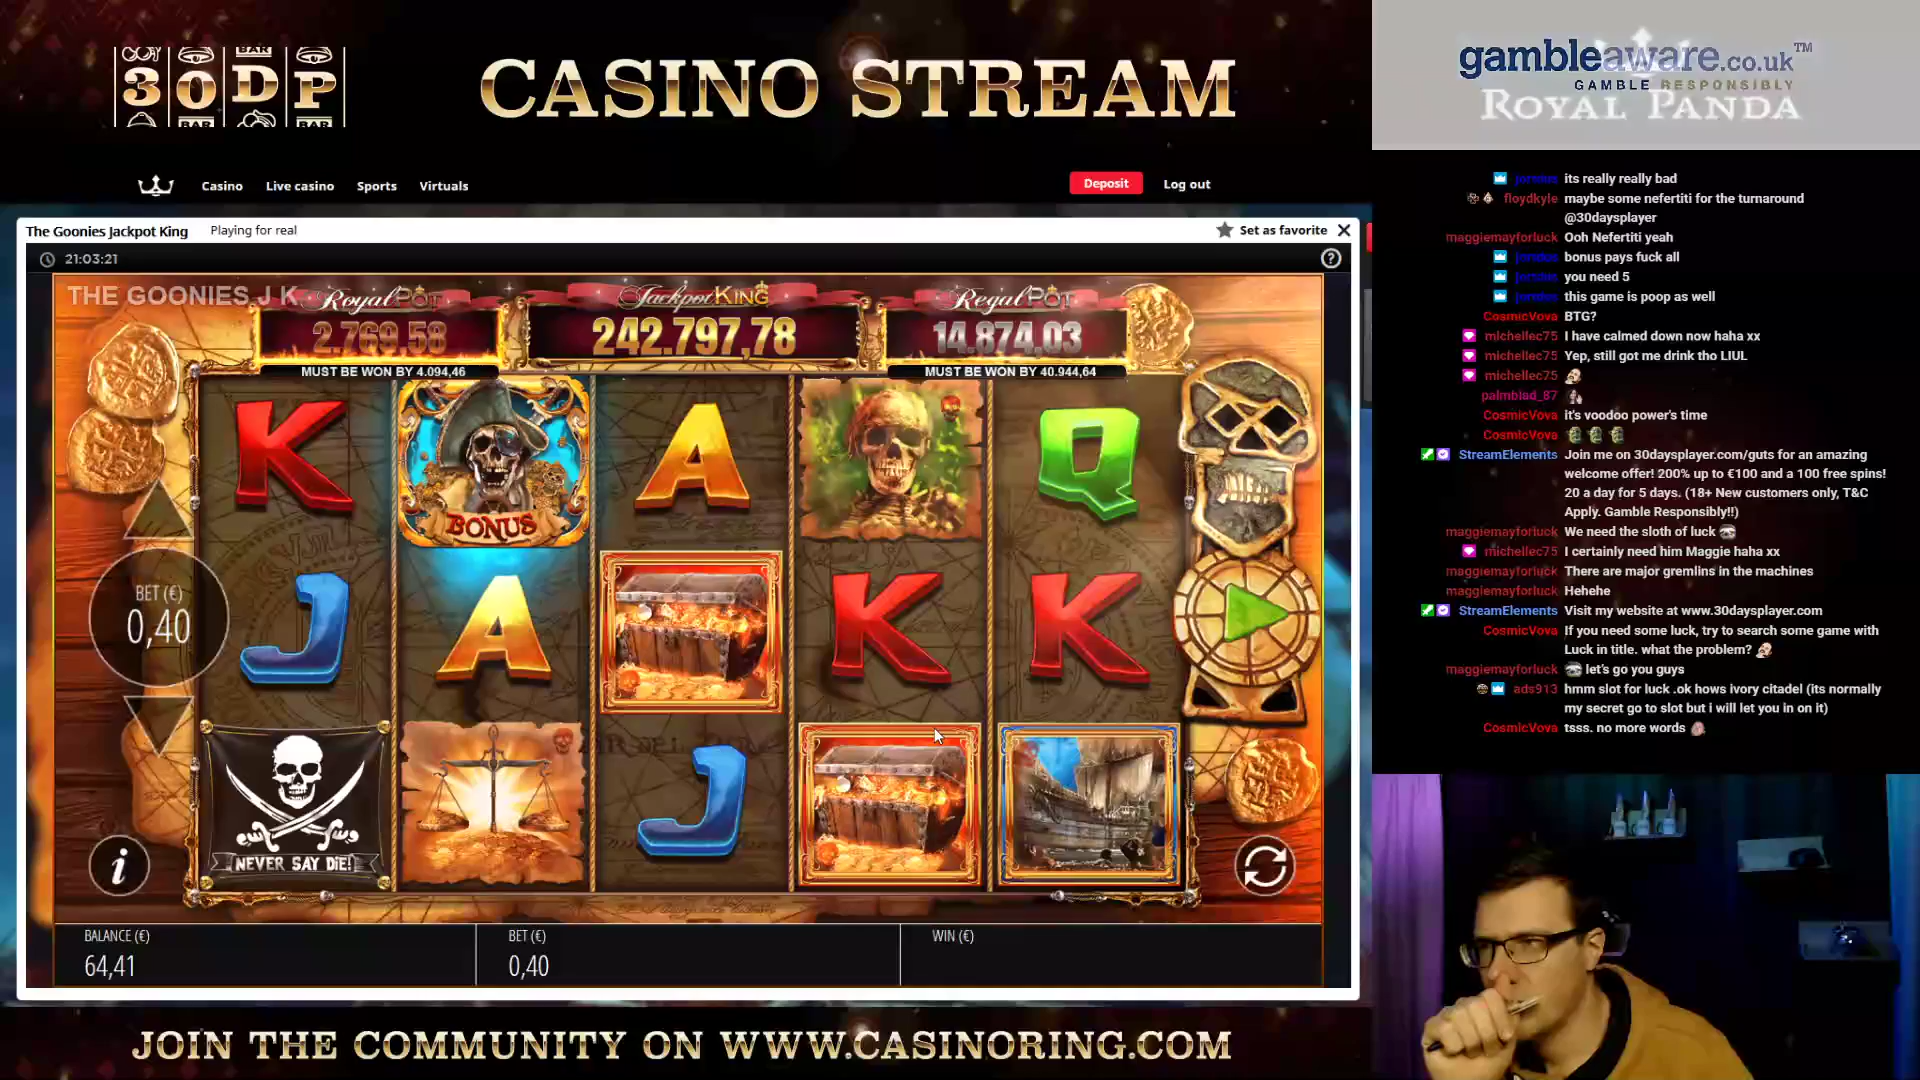 30DP
BAR
BAR
BAR
CASINO STREAM
gambleaware.co.uk™
GAMBLE RESPONSIBLY
ROYAL PANDA
Casino
Live casino
Sports
Virtuals
Deposit
Log out
The Goonies Jackpot King
Playing for real
Set as favorite
21:03:21
THE GOONIES J K
Royal POT
Jackpot KING
Regal POT
2.769,58
242.797,78
14.874,03
MUST BE WON BY 4.094,46
MUST BE WON BY 40.944,64
K
BONUS
A
Q
BET (€)
0,40
J
A
K
K
NEVER SAY DIE!
J
i
BALANCE (€)
64,41
BET (€)
0,40
WIN (€)
JOIN THE COMMUNITY ON WWW.CASINORING.COM
its really really bad
floydkyle maybe some nefertiti for the turnaround
@30daysplayer
maggiemayforluck Ooh Nefertiti yeah
bonus pays fuck all
you need 5
this game is poop as well
CosmicVova BTG?
michellec75 I have calmed down now haha xx
michellec75 Yep, still got me drink tho LIUL
michellec75
palmblad_87
CosmicVova it's voodoo power's time
CosmicVova
StreamElements Join me on 30daysplayer.com/guts for an amazing
welcome offer! 200% up to €100 and a 100 free spins!
20 a day for 5 days. (18+ New customers only, T&C
Apply. Gamble Responsibly!!)
maggiemayforluck We need the sloth of luck
michellec75 I certainly need him Maggie haha xx
maggiemayforluck There are major gremlins in the machines
maggiemayforluck Hehehe
StreamElements Visit my website at www.30daysplayer.com
CosmicVova If you need some luck, try to search some game with
Luck in title. what the problem?
maggiemayforluck let's go you guys
ads913 hmm slot for luck .ok hows ivory citadel (its normally
my secret go to slot but i will let you in on it)
CosmicVova tsss. no more words